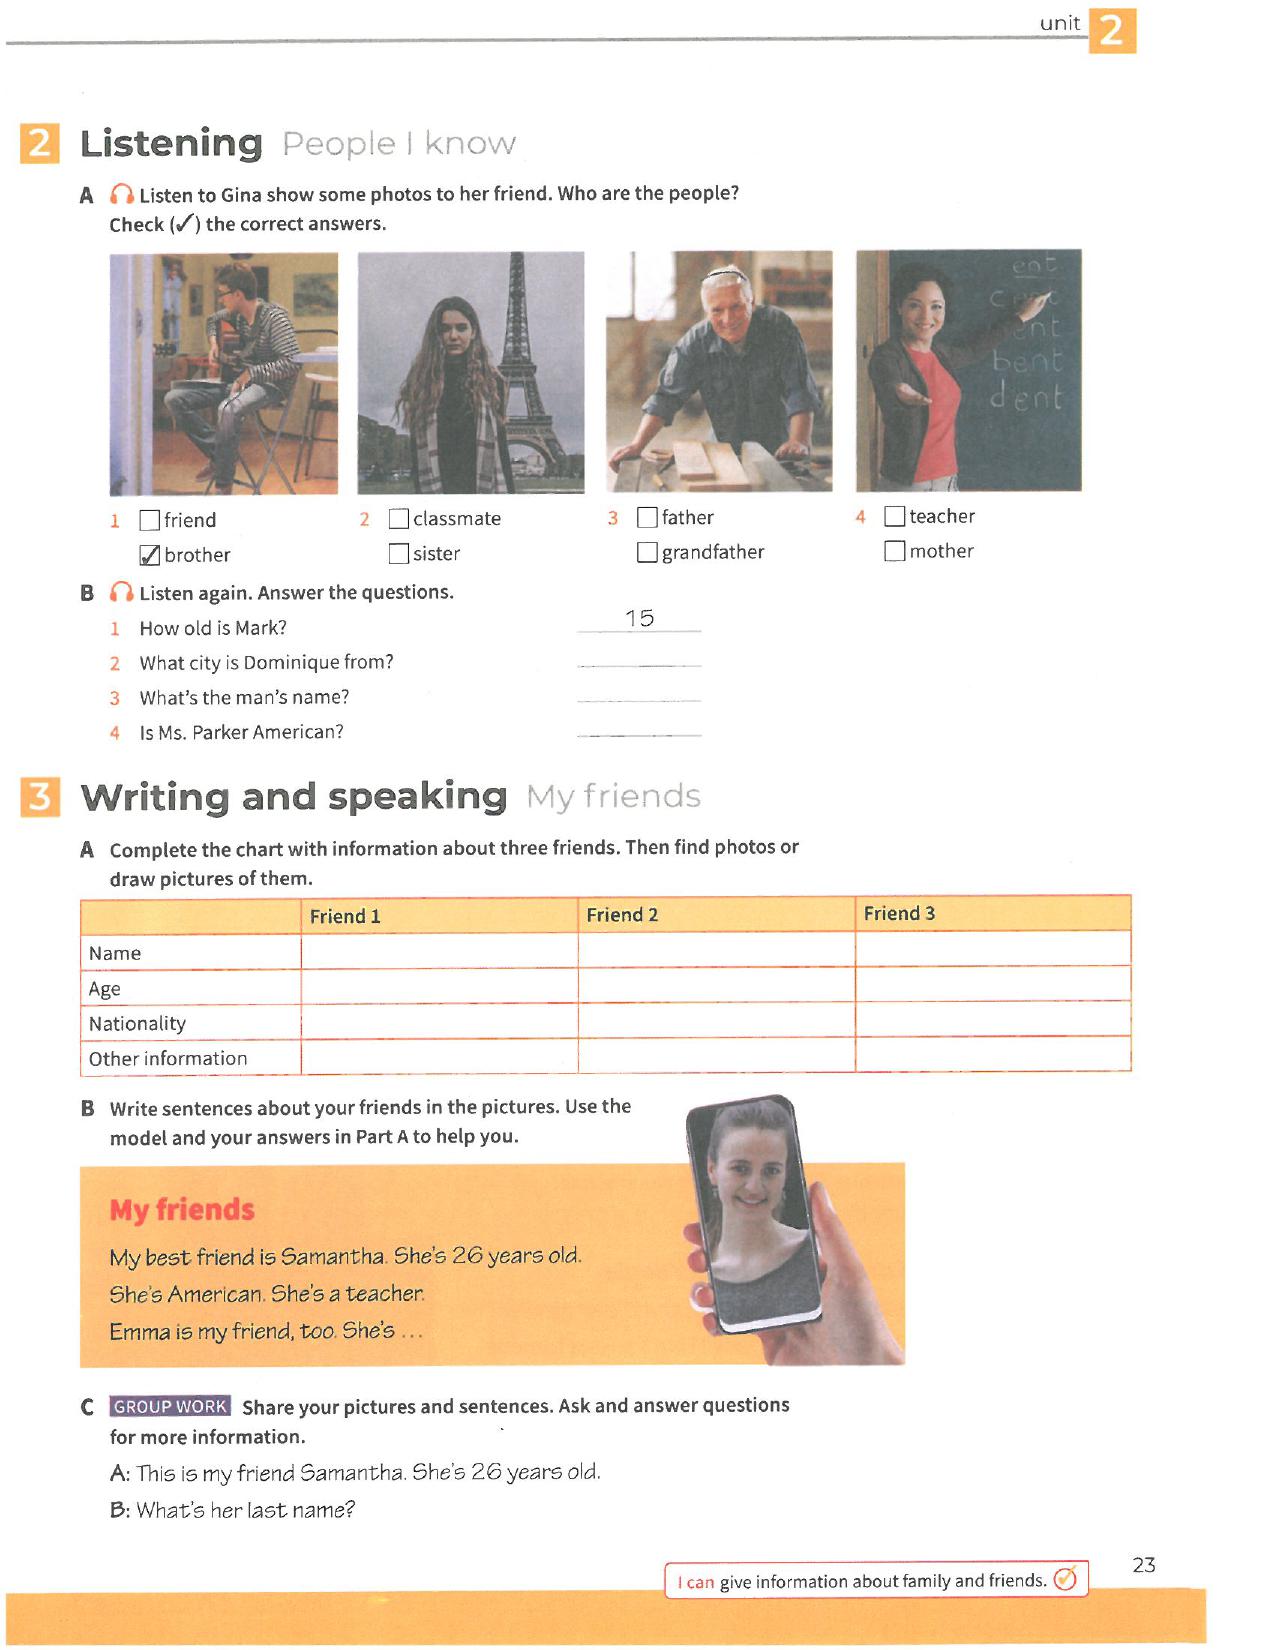 unit 2
2 Listening People I know
A Listen to Gina show some photos to her friend. Who are the people?
Check (✓) the correct answers.
ent
cent
ent
bent
dent
1 friend
brother
2 classmate
sister
3 father
grandfather
4 teacher
mother
B Listen again. Answer the questions.
1 How old is Mark? 15
2 What city is Dominique from?
3 What's the man's name?
4 Is Ms. Parker American?
3 Writing and speaking My friends
A Complete the chart with information about three friends. Then find photos or
draw pictures of them.
Friend 1 Friend 2 Friend 3
Name
Age
Nationality
Other information
B Write sentences about your friends in the pictures. Use the
model and your answers in Part A to help you.
My friends
My best friend is Samantha. She's 26 years old.
She's American. She's a teacher.
Emma is my friend, too. She's ...
C GROUP WORK Share your pictures and sentences. Ask and answer questions
for more information.
A: This is my friend Samantha. She's 26 years old.
B: What's her last name?
I can give information about family and friends.
23